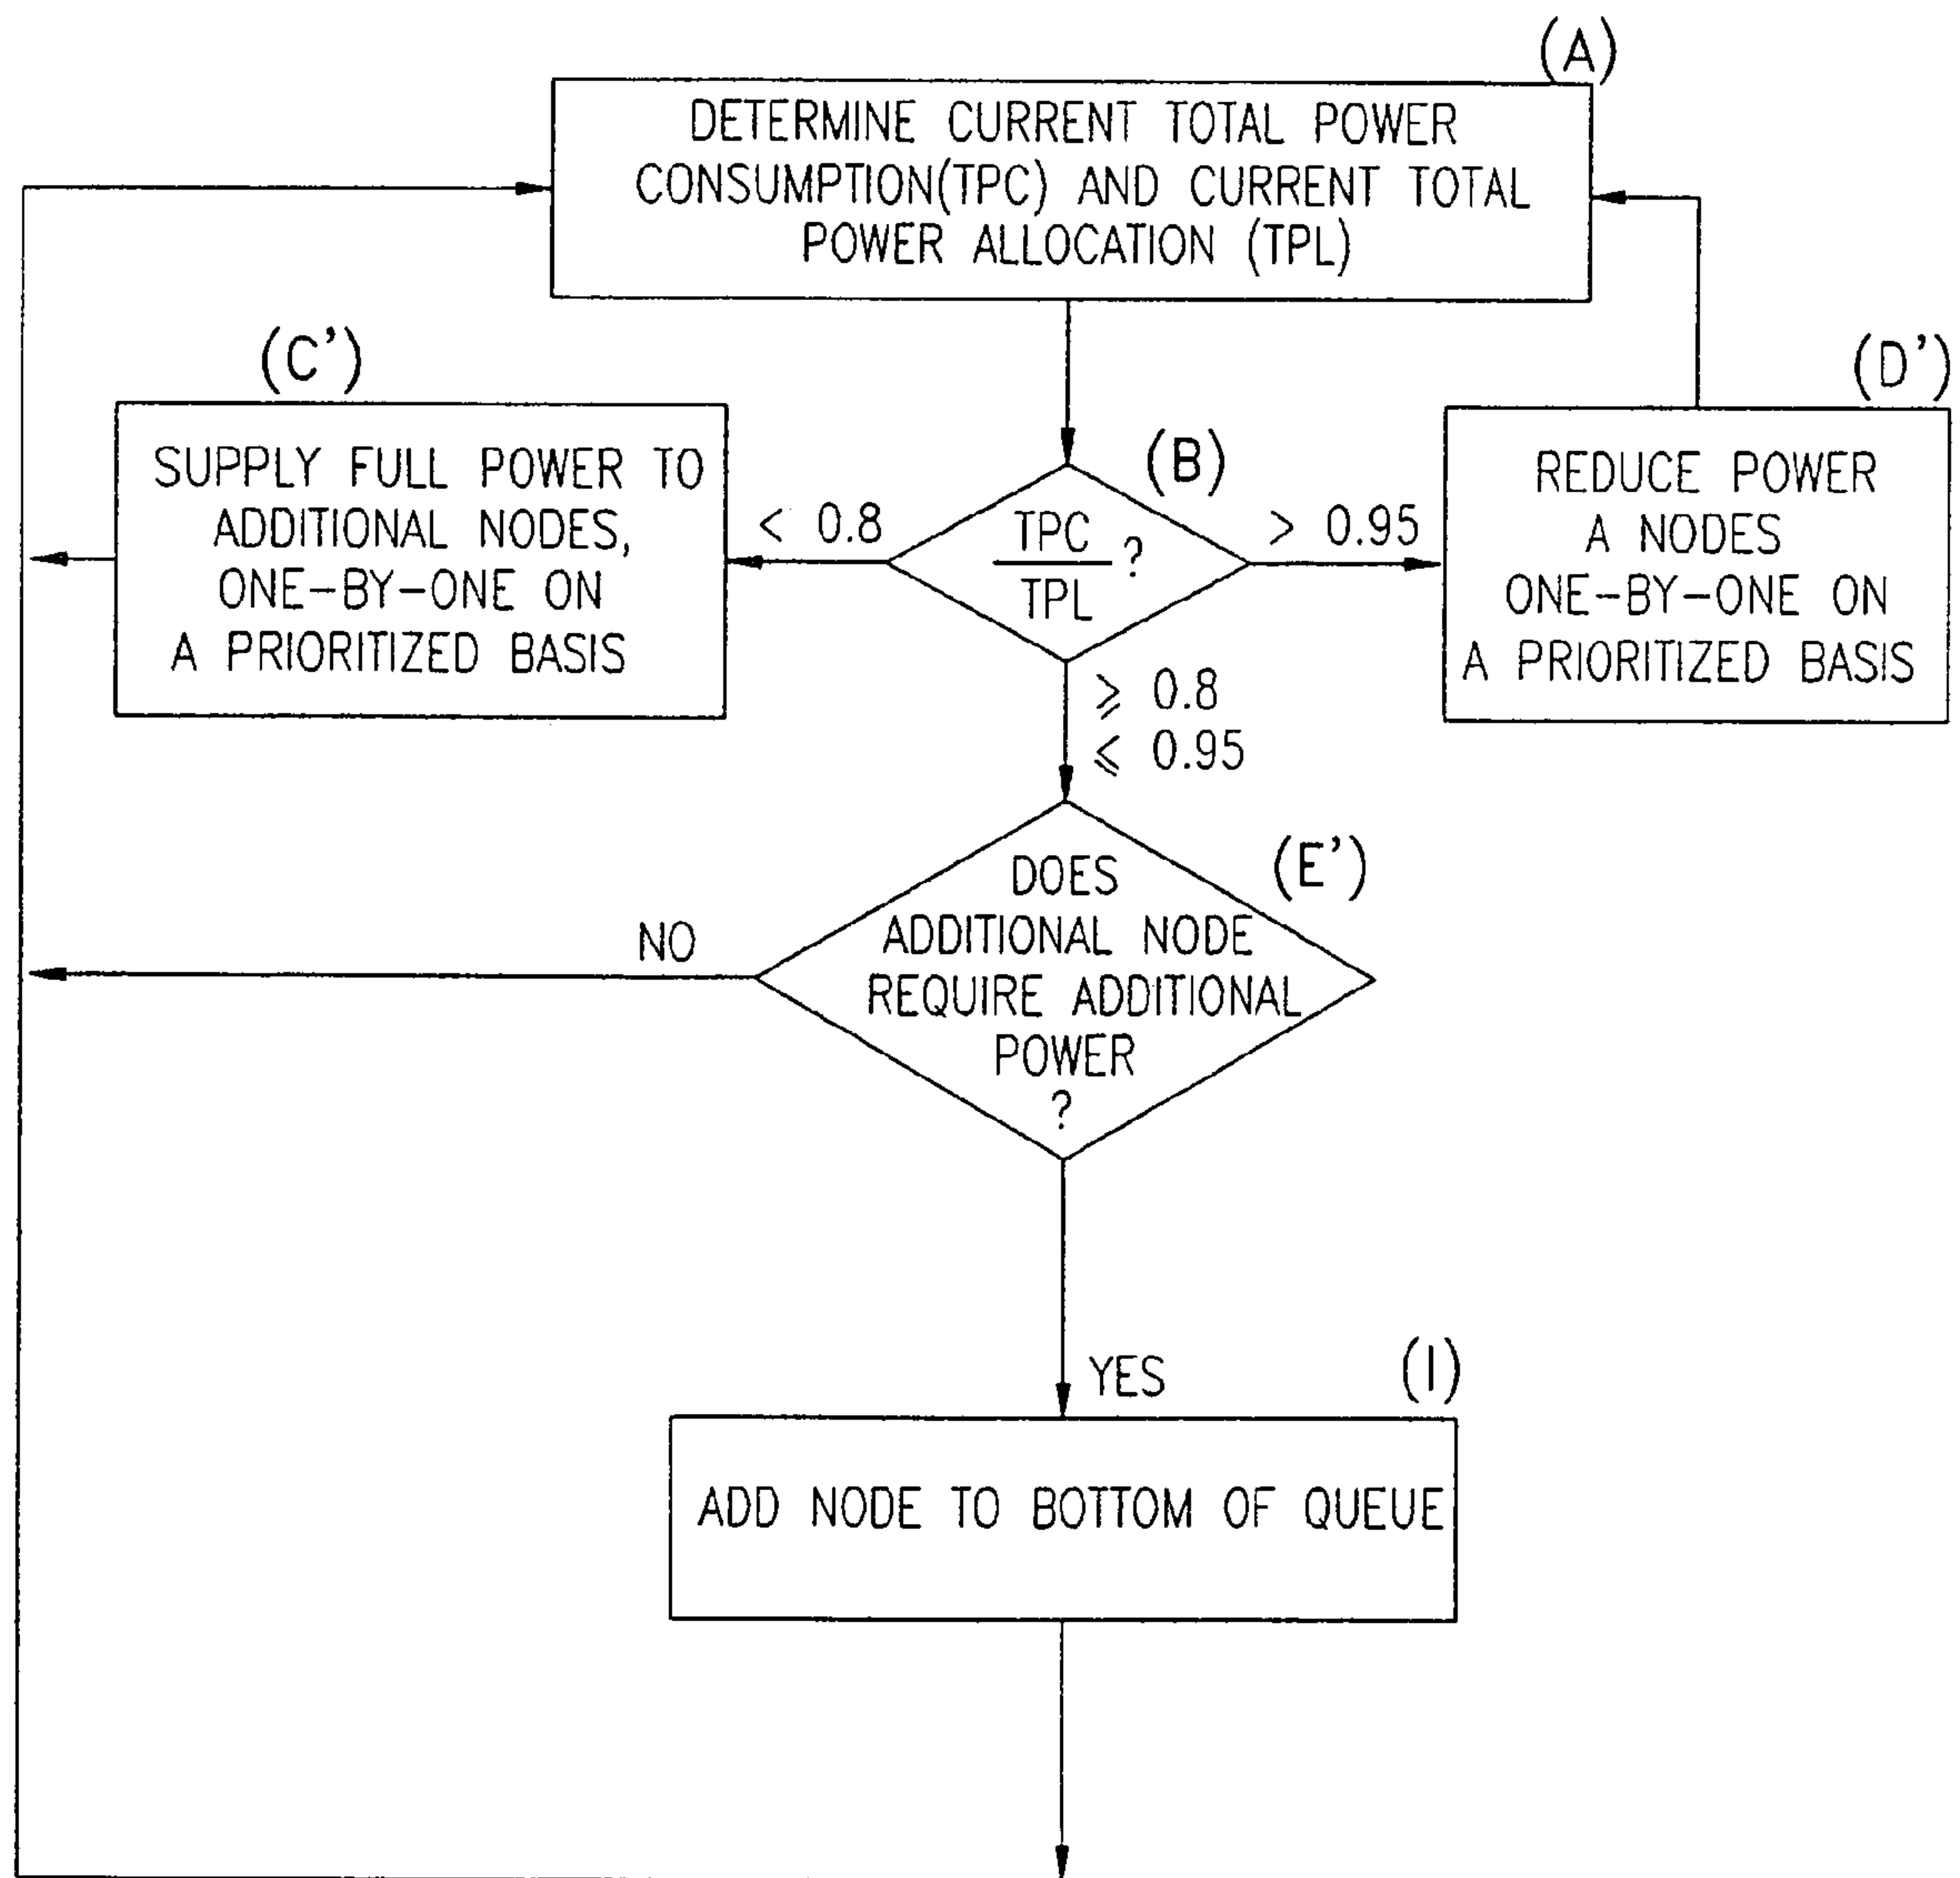 (A)
DETERMINE CURRENT TOTAL POWER
CONSUMPTION(TPC) AND CURRENT TOTAL
POWER ALLOCATION (TPL)
(C')
SUPPLY FULL POWER TO
ADDITIONAL NODES,
ONE-BY-ONE ON
A PRIORITIZED BASIS
< 0.8
(B)
TPC
TPL
?
> 0.95
(D')
REDUCE POWER
A NODES
ONE-BY-ONE ON
A PRIORITIZED BASIS
⩾ 0.8
⩽ 0.95
(E')
DOES
ADDITIONAL NODE
REQUIRE ADDITIONAL
POWER
?
NO
YES
(I)
ADD NODE TO BOTTOM OF QUEUE